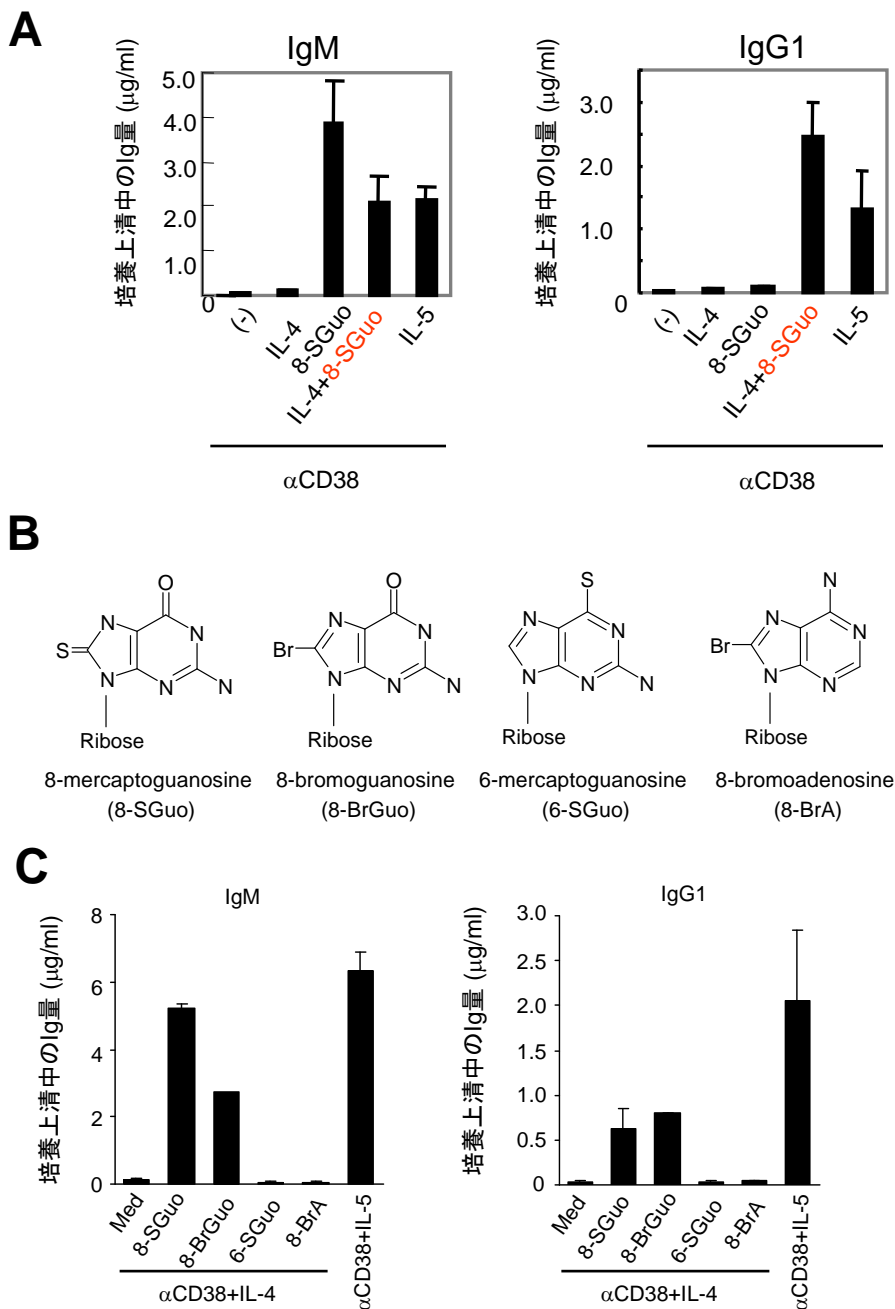 A
IgM
培養上清中のIg量 (μg/ml)
5.0
4.0
3.0
2.0
1.0
0
(-)
IL-4
8-SGuo
IL-4+8-SGuo
IL-5
αCD38
IgG1
培養上清中のIg量 (μg/ml)
3.0
2.0
1.0
0
(-)
IL-4
8-SGuo
IL-4+8-SGuo
IL-5
αCD38
B
O
N
N
S
N
N
N
Ribose
8-mercaptoguanosine
(8-SGuo)
O
N
N
Br
N
N
N
Ribose
8-bromoguanosine
(8-BrGuo)
S
N
N
N
N
N
Ribose
6-mercaptoguanosine
(6-SGuo)
N
N
N
Br
N
N
Ribose
8-bromoadenosine
(8-BrA)
C
IgM
培養上清中のIg量 (μg/ml)
8
6
4
2
0
Med
8-SGuo
8-BrGuo
6-SGuo
8-BrA
αCD38+IL-5
αCD38+IL-4
IgG1
培養上清中のIg量 (μg/ml)
3.0
2.5
2.0
1.5
1.0
0.5
0
Med
8-SGuo
8-BrGuo
6-SGuo
8-BrA
αCD38+IL-5
αCD38+IL-4